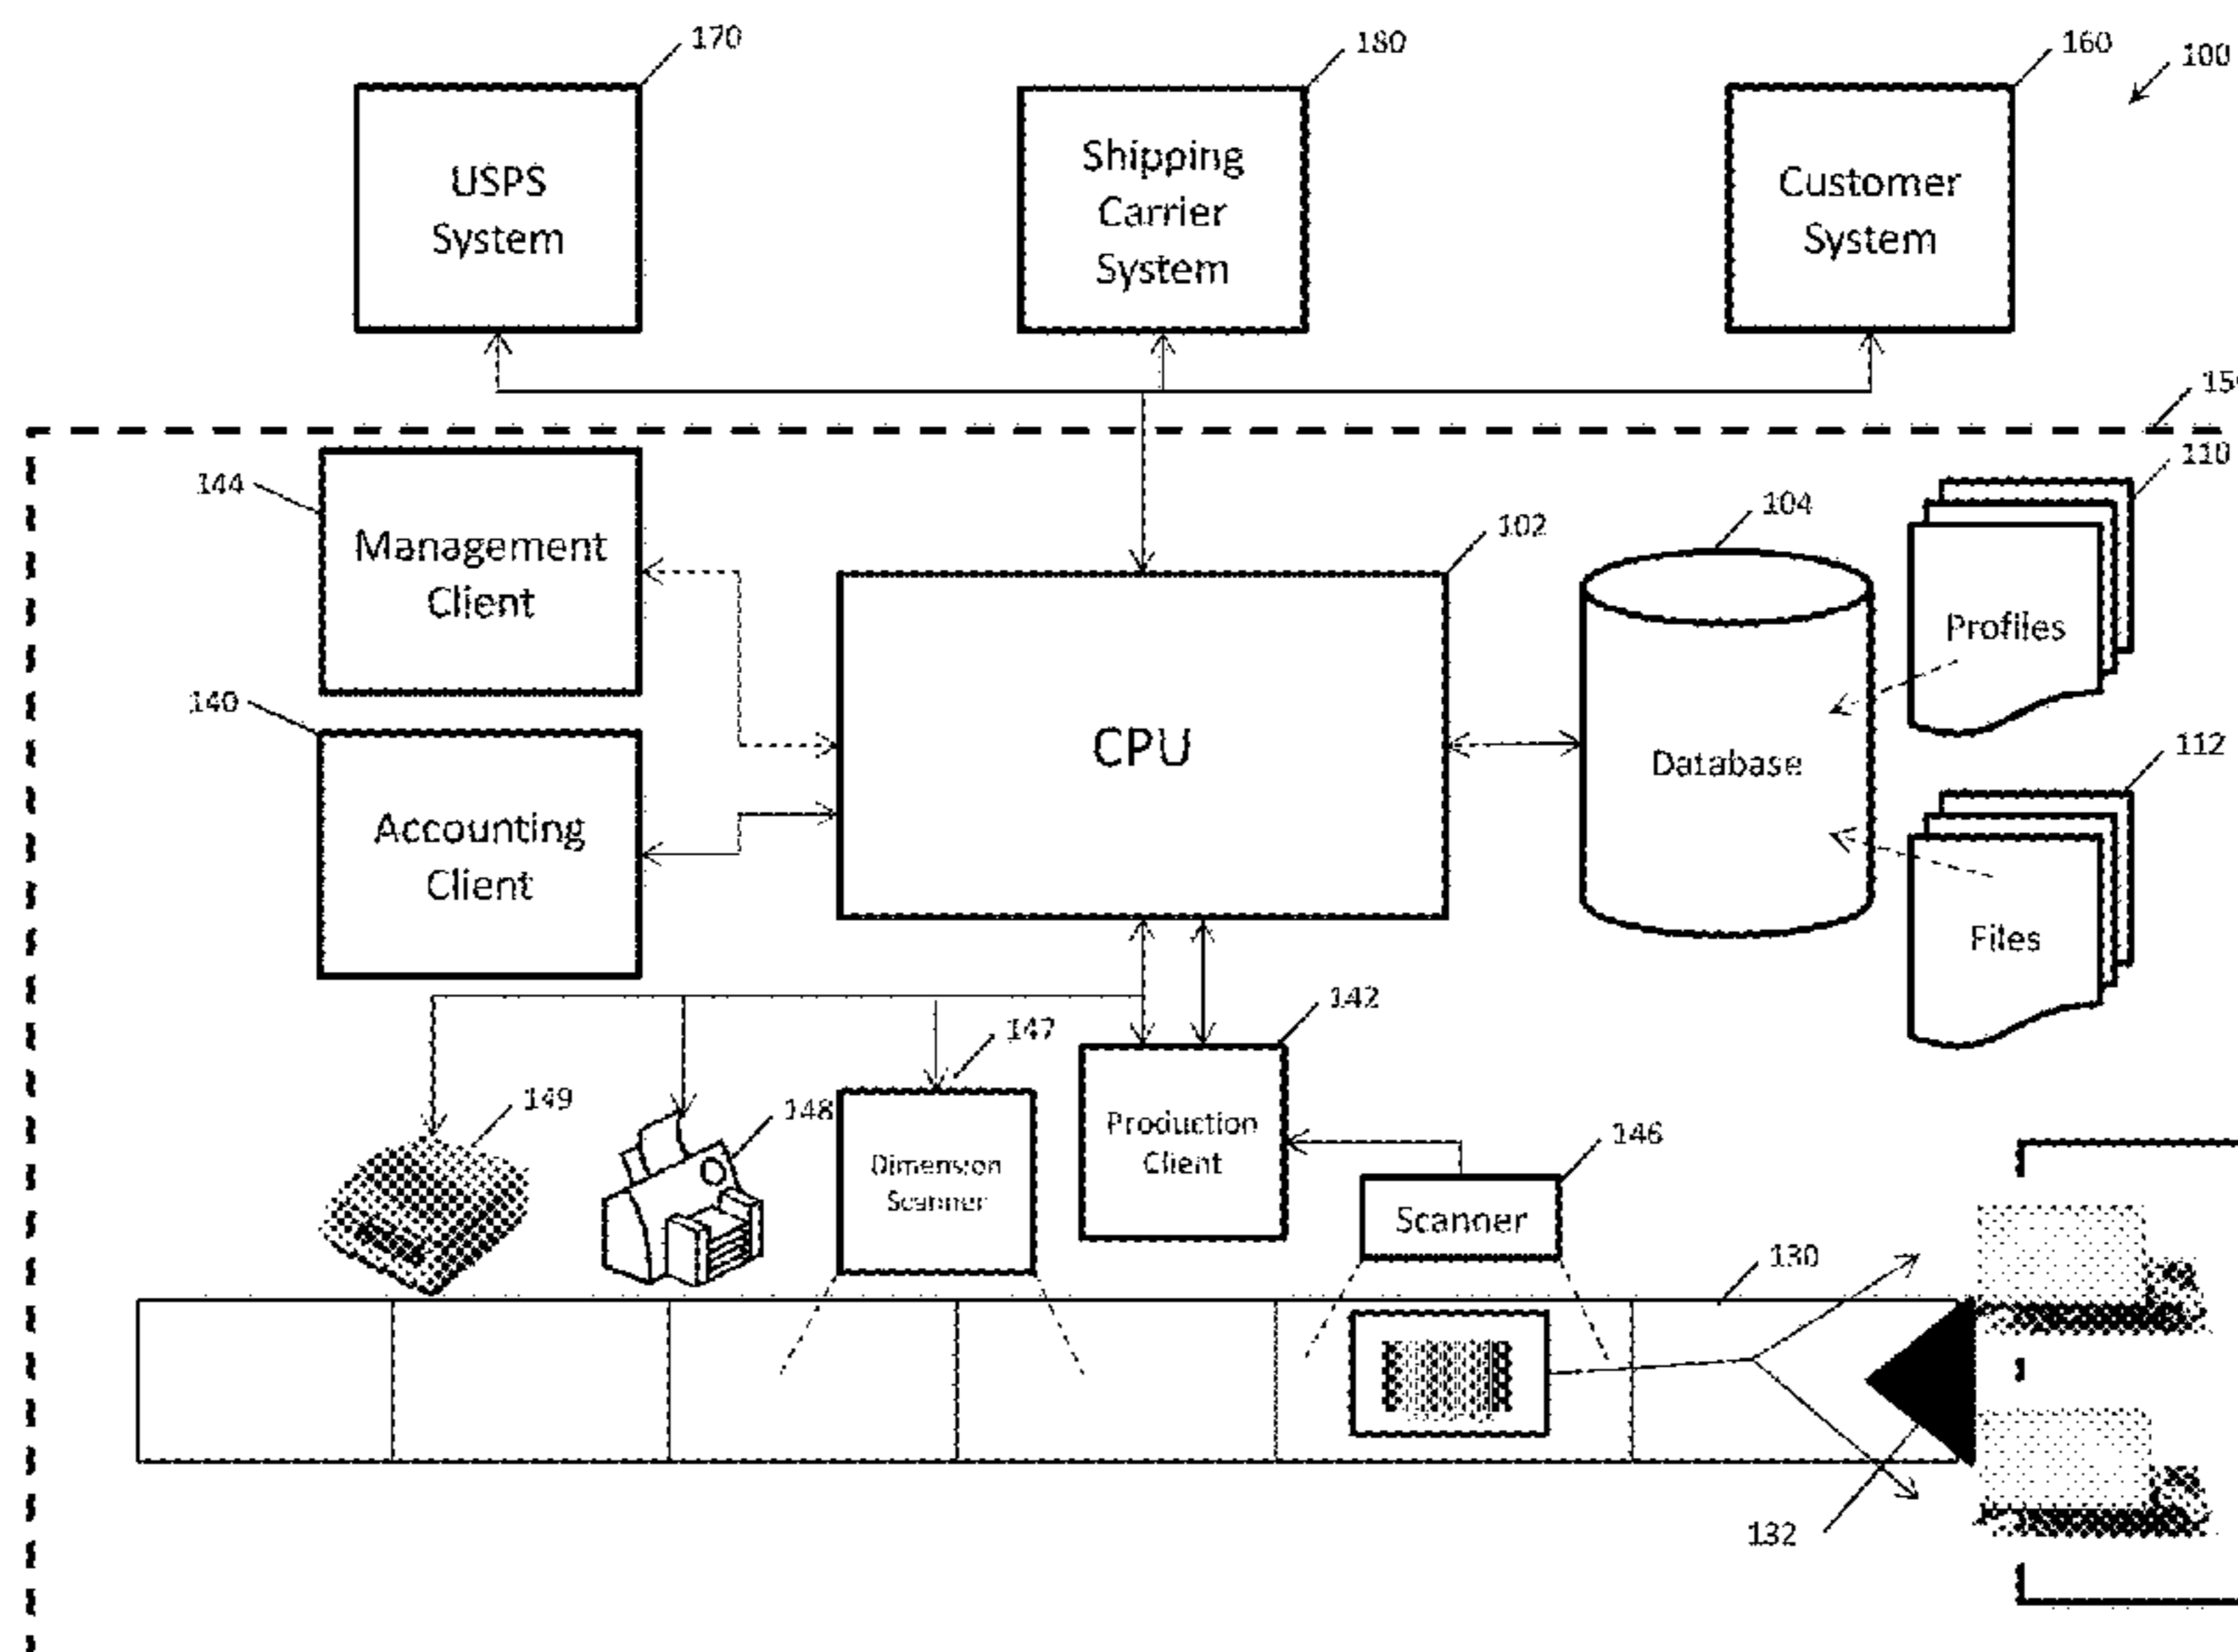 170
180
160
100
USPS
System
Shipping
Carrier
System
Customer
System
110
144
Management
Client
102
104
Profiles
140
Accounting
Client
CPU
Database
112
Files
142
147
149
148
Dimension
Scanner
Production
Client
146
Scanner
130
132